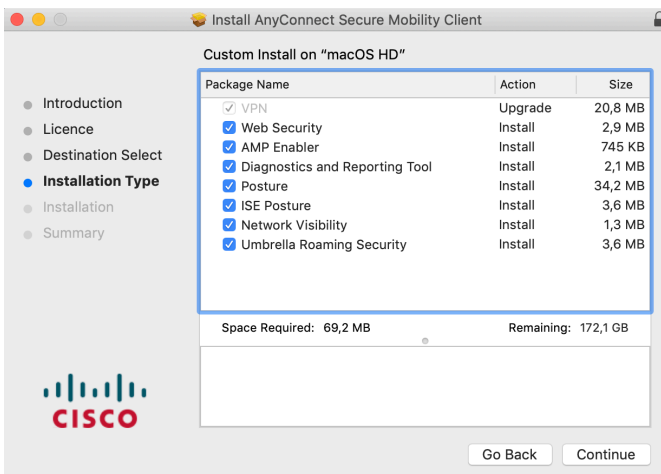 Install AnyConnect Secure Mobility Client
Custom Install on “macOS HD”
Introduction
Licence
Destination Select
Installation Type
Installation
Summary
Package Name Action Size
VPN Upgrade 20,8 MB
Web Security Install 2,9 MB
AMP Enabler Install 745 KB
Diagnostics and Reporting Tool Install 2,1 MB
Posture Install 34,2 MB
ISE Posture Install 3,6 MB
Network Visibility Install 1,3 MB
Umbrella Roaming Security Install 3,6 MB
Space Required: 69,2 MB Remaining: 172,1 GB
CISCO
Go Back Continue